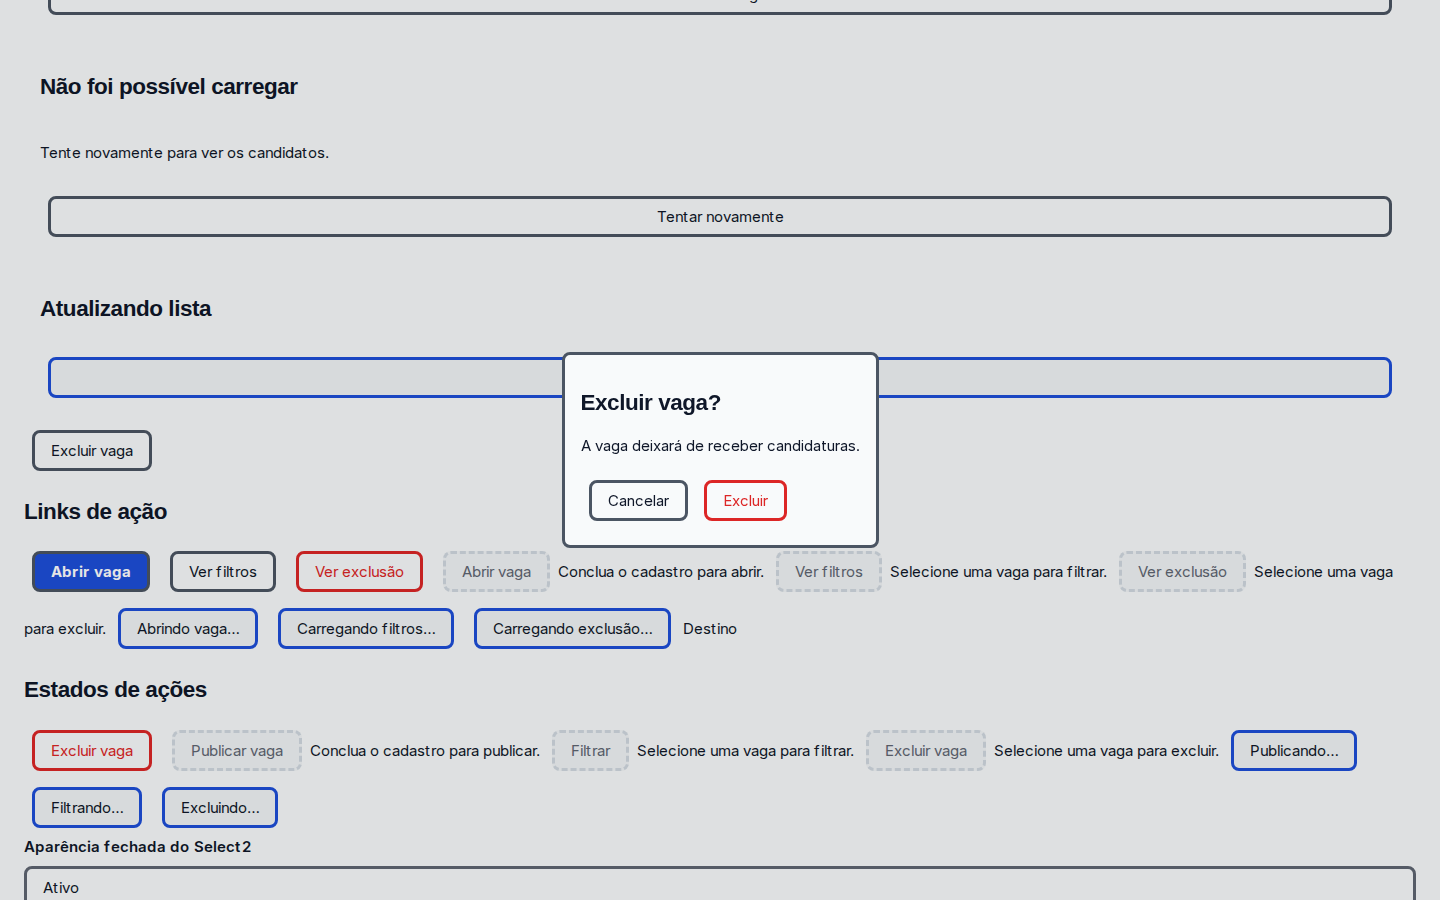 Não foi possível carregar
Tente novamente para ver os candidatos.
Tentar novamente
Atualizando lista
Excluir vaga?
A vaga deixará de receber candidaturas.
Cancelar Excluir
Excluir vaga
Links de ação
Abrir vaga Ver filtros Ver exclusão Abrir vaga Conclua o cadastro para abrir. Ver filtros Selecione uma vaga para filtrar. Ver exclusão Selecione uma vaga
para excluir. Abrindo vaga... Carregando filtros... Carregando exclusão... Destino
Estados de ações
Excluir vaga Publicar vaga Conclua o cadastro para publicar. Filtrar Selecione uma vaga para filtrar. Excluir vaga Selecione uma vaga para excluir. Publicando...
Filtrando... Excluindo...
Aparência fechada do Select2
Ativo